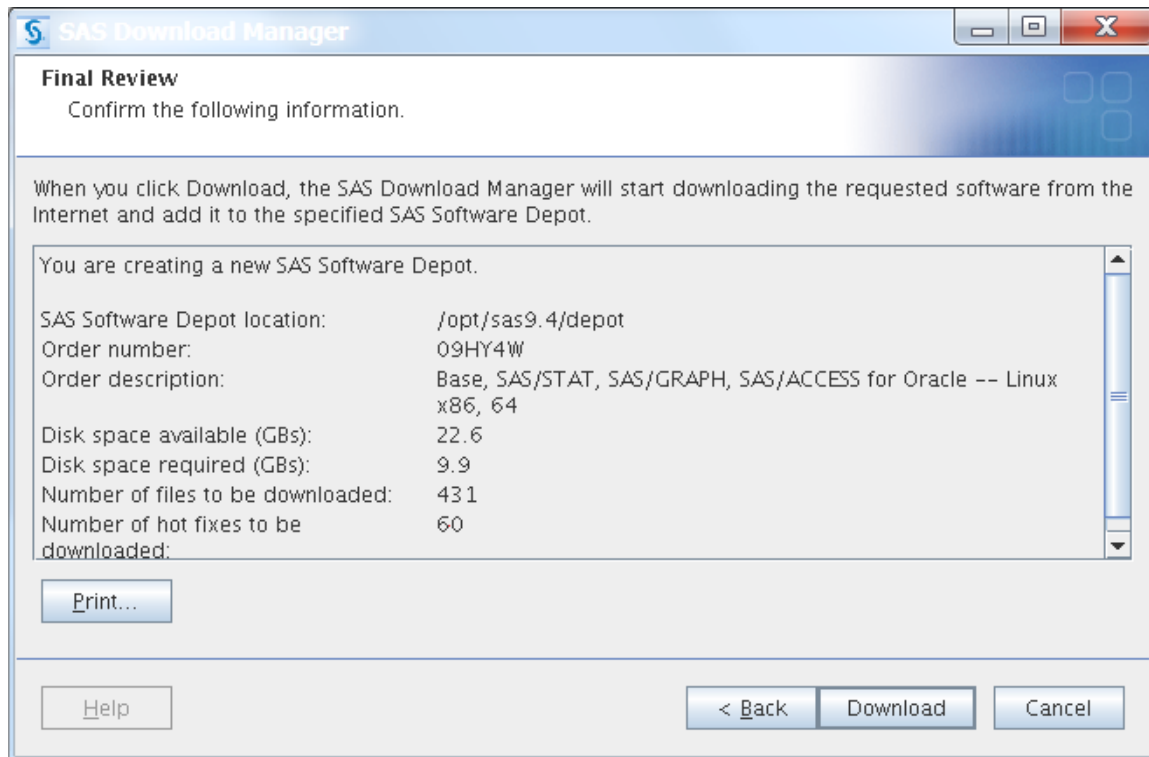 SAS Download Manager
Final Review
Confirm the following information.
When you click Download, the SAS Download Manager will start downloading the requested software from the
Internet and add it to the specified SAS Software Depot.
You are creating a new SAS Software Depot.
SAS Software Depot location: /opt/sas9.4/depot
Order number: 09HY4W
Order description: Base, SAS/STAT, SAS/GRAPH, SAS/ACCESS for Oracle -- Linux
x86, 64
Disk space available (GBs): 22.6
Disk space required (GBs): 9.9
Number of files to be downloaded: 431
Number of hot fixes to be 60
downloaded:
Print...
Help < Back Download Cancel